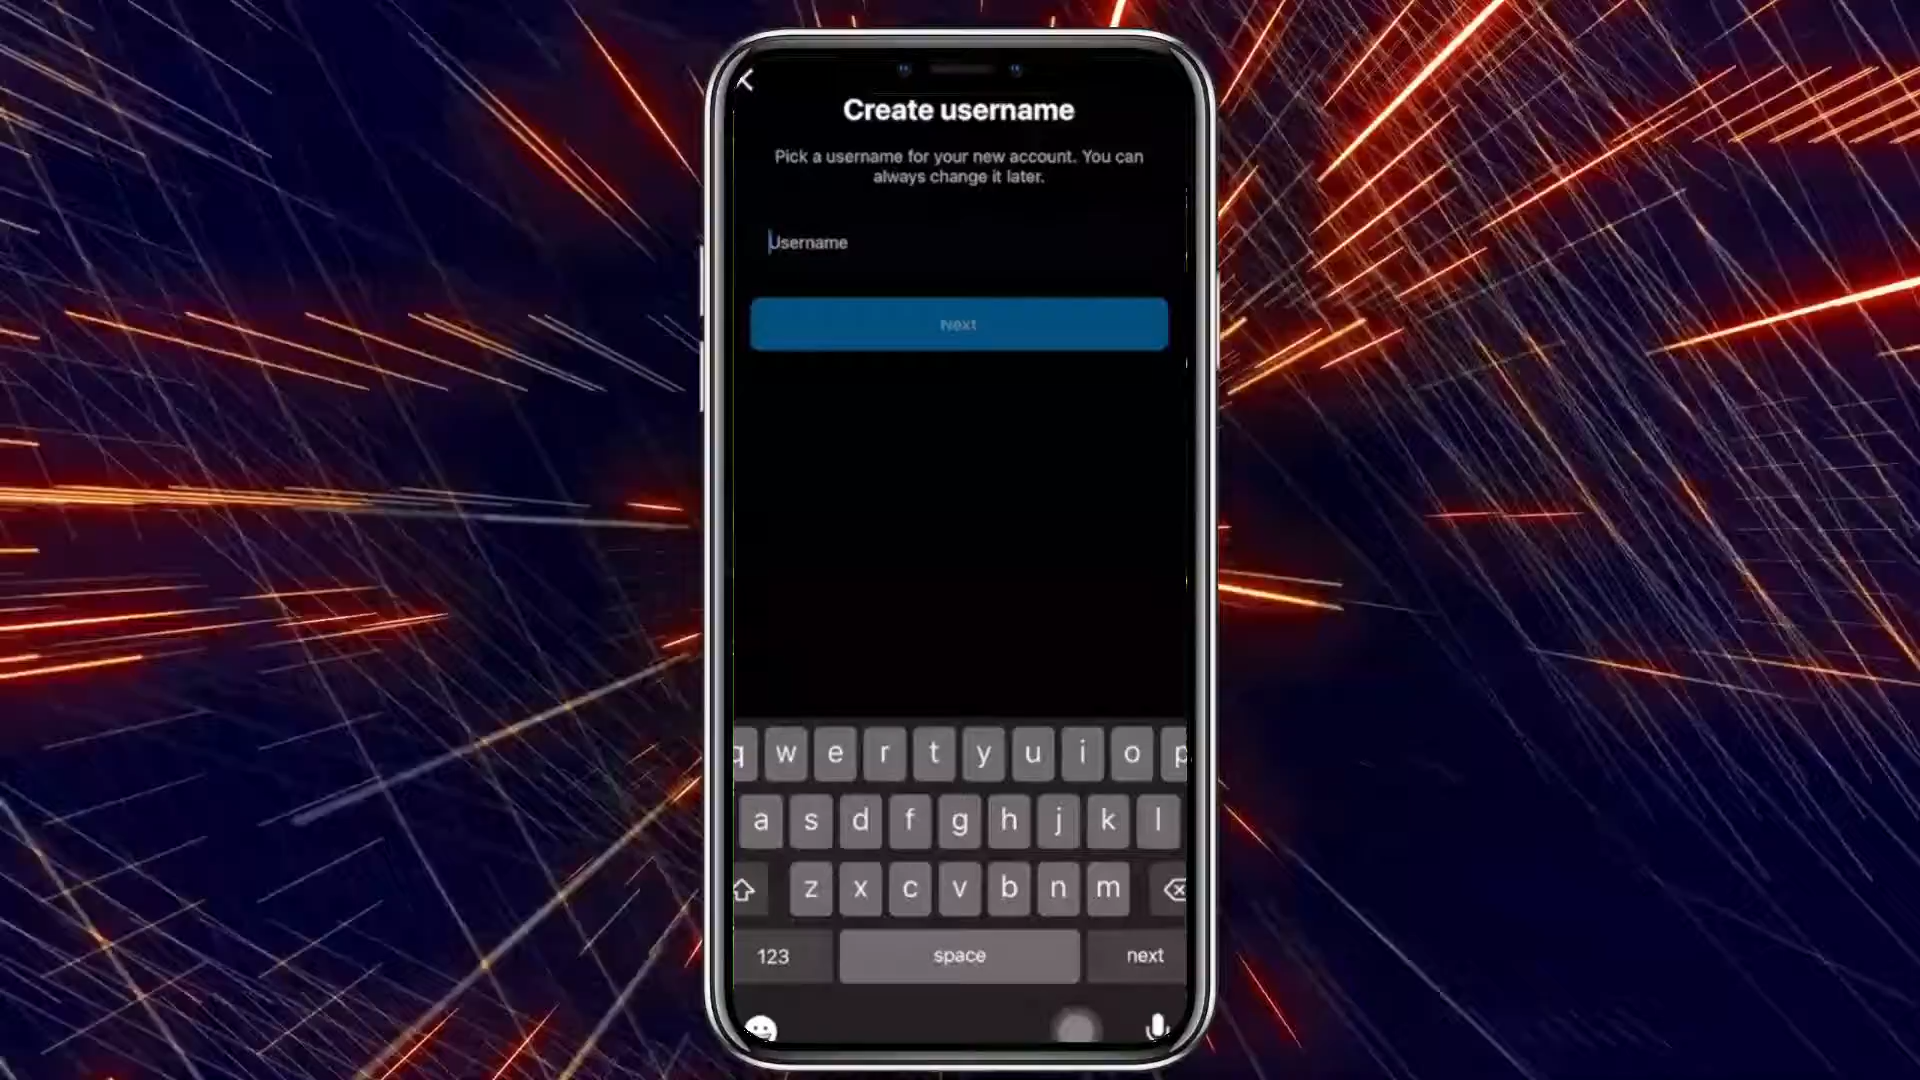 Create username
Pick a username for your new account. You can
always change it later.
Username
Next
q w e r t y u i o p
a s d f g h j k l
z x c v b n m
123 space next